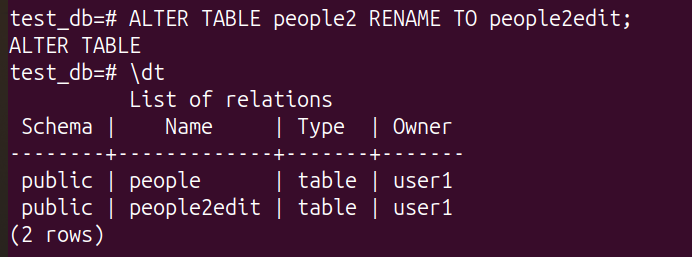 test_db=# ALTER TABLE people2 RENAME TO people2edit;
ALTER TABLE
test_db=# \dt
           List of relations
 Schema |    Name     | Type  | Owner
--------+-------------+-------+-------
 public | people      | table | user1
 public | people2edit | table | user1
(2 rows)